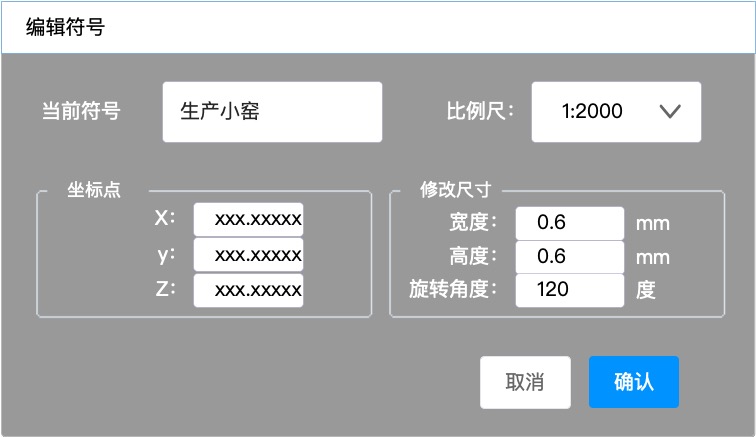 编辑符号
当前符号 生产小窑 比例尺： 1:2000
坐标点
X： xxx.xxxxx
y： xxx.xxxxx
Z： xxx.xxxxx
修改尺寸
宽度： 0.6 mm
高度： 0.6 mm
旋转角度： 120 度
取消 确认